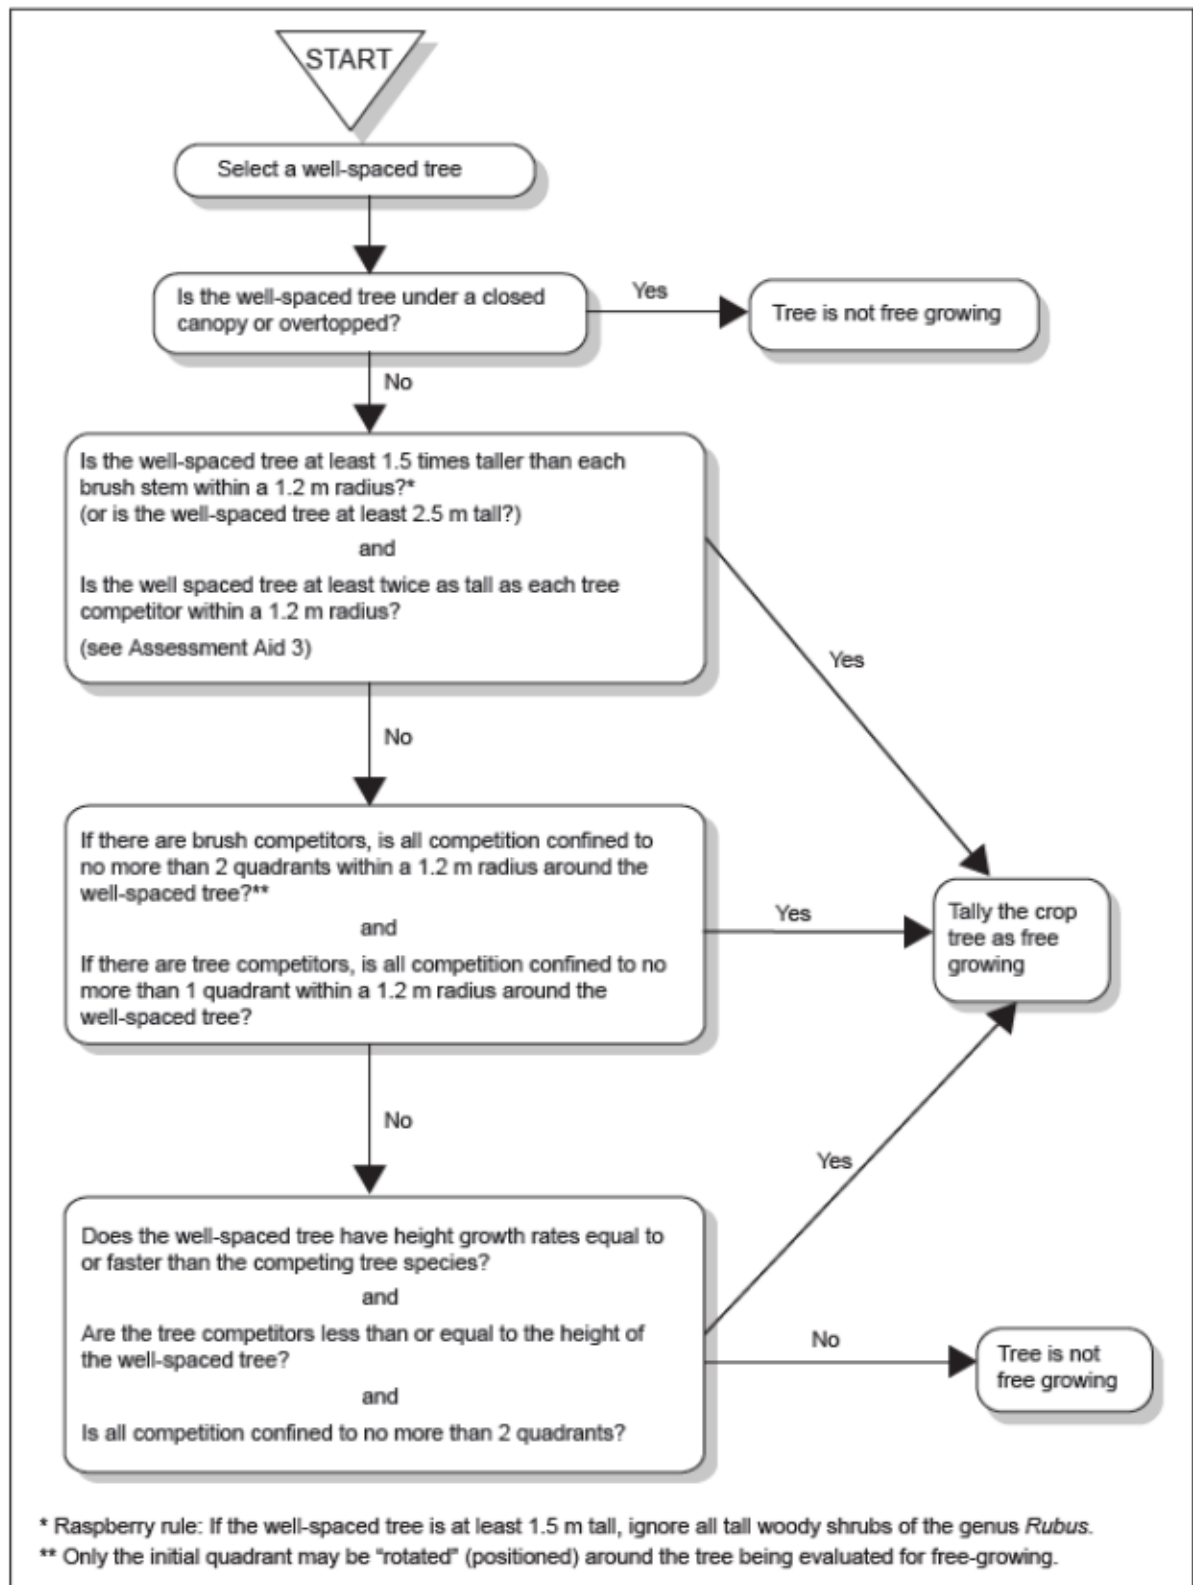 START
Select a well-spaced tree
Is the well-spaced tree under a closed
canopy or overtopped?
Yes
Tree is not free growing
No
Is the well-spaced tree at least 1.5 times taller than each
brush stem within a 1.2 m radius?*
(or is the well-spaced tree at least 2.5 m tall?)
and
Is the well spaced tree at least twice as tall as each tree
competitor within a 1.2 m radius?
(see Assessment Aid 3)
Yes
No
If there are brush competitors, is all competition confined to
no more than 2 quadrants within a 1.2 m radius around the
well-spaced tree?**
and
If there are tree competitors, is all competition confined to no
more than 1 quadrant within a 1.2 m radius around the
well-spaced tree?
Yes
Tally the crop
tree as free
growing
No
Yes
Does the well-spaced tree have height growth rates equal to
or faster than the competing tree species?
and
Are the tree competitors less than or equal to the height of
the well-spaced tree?
and
Is all competition confined to no more than 2 quadrants?
No
Tree is not
free growing
* Raspberry rule: If the well-spaced tree is at least 1.5 m tall, ignore all tall woody shrubs of the genus Rubus.
** Only the initial quadrant may be "rotated" (positioned) around the tree being evaluated for free-growing.